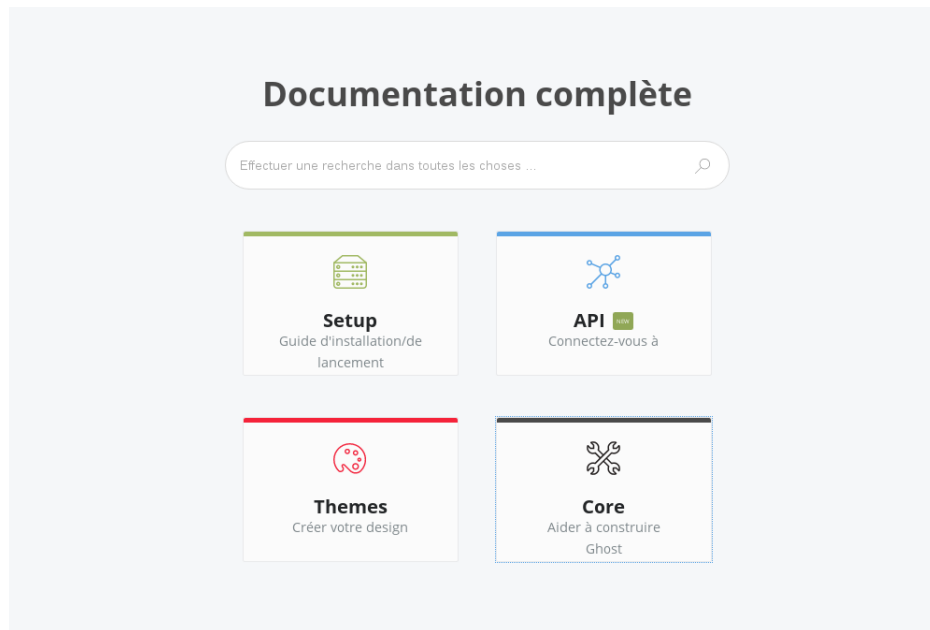 Documentation complète
Effectuer une recherche dans toutes les choses ...
Setup
Guide d'installation/de
lancement
API NEW
Connectez-vous à
Themes
Créer votre design
Core
Aider à construire
Ghost